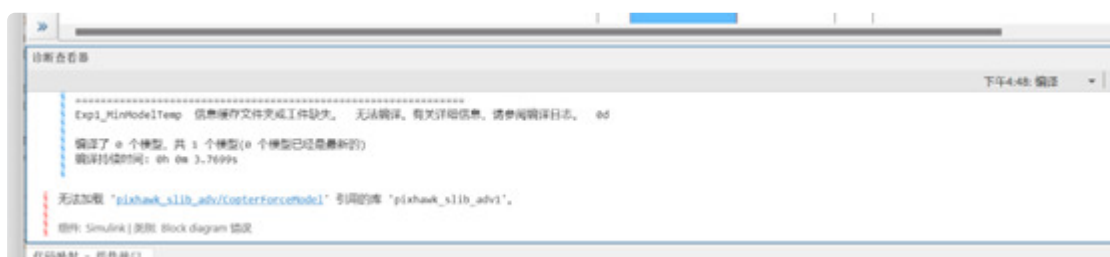 诊断查看器
下午4:48: 编译
Exp1_MinModelTemp 信息缓存文件夹或工件缺失。 无法编译。有关详细信息，请参阅编译日志。 0d
编译了 0 个模型，共 1 个模型(0 个模型已经是最新的)
编译持续时间: 0h 0m 3.7699s
无法加载 'pixhawk_slib_adv/CopterForceModel' 引用的库 'pixhawk_slib_adv1'。
组件: Simulink | 类别: Block diagram 错误